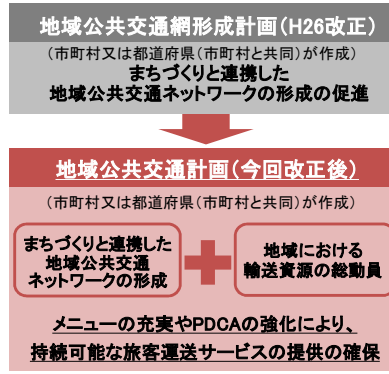 地域公共交通網形成計画(H26改正)
(市町村又は都道府県(市町村と共同)が作成)
まちづくりと連携した
地域公共交通ネットワークの形成の促進
地域公共交通計画(今回改正後)
(市町村又は都道府県(市町村と共同)が作成)
まちづくりと連携した
地域公共交通
ネットワークの形成
地域における
輸送資源の総動員
メニューの充実やPDCAの強化により、
持続可能な旅客運送サービスの提供の確保